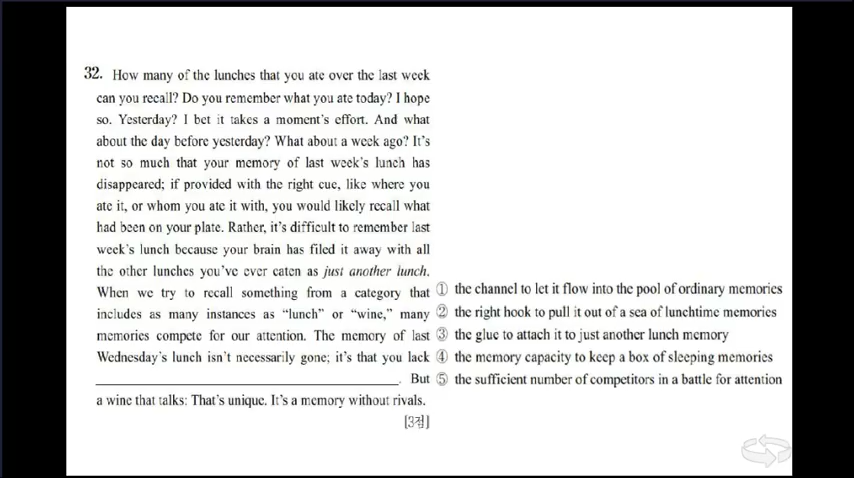 32. How many of the lunches that you ate over the last week
can you recall? Do you remember what you ate today? I hope
so. Yesterday? I bet it takes a moment's effort. And what
about the day before yesterday? What about a week ago? It's
not so much that your memory of last week's lunch has
disappeared; if provided with the right cue, like where you
ate it, or whom you ate it with, you would likely recall what
had been on your plate. Rather, it's difficult to remember last
week's lunch because your brain has filed it away with all
the other lunches you've ever eaten as just another lunch.
When we try to recall something from a category that
includes as many instances as “lunch” or “wine,” many
memories compete for our attention. The memory of last
Wednesday's lunch isn't necessarily gone; it's that you lack
____________________. But
a wine that talks: That's unique. It's a memory without rivals.
[3점]
① the channel to let it flow into the pool of ordinary memories
② the right hook to pull it out of a sea of lunchtime memories
③ the glue to attach it to just another lunch memory
④ the memory capacity to keep a box of sleeping memories
⑤ the sufficient number of competitors in a battle for attention